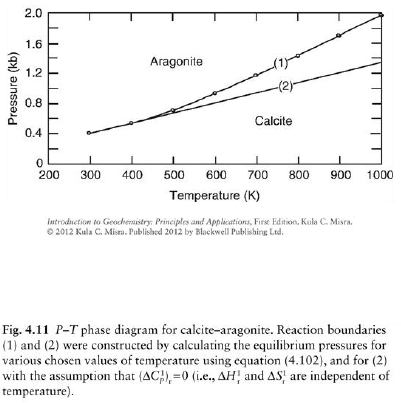 2.0
1.6
1.2
0.8
0.4
0
Pressure (kb)
Aragonite
(1)
(2)
Calcite
200 300 400 500 600 700 800 900 1000
Temperature (K)
Introduction to Geochemistry: Principles and Applications, First Edition. Kula C. Misra.
© 2012 Kula C. Misra. Published 2012 by Blackwell Publishing Ltd.
Fig. 4.11 P–T phase diagram for calcite–aragonite. Reaction boundaries
(1) and (2) were constructed by calculating the equilibrium pressures for
various chosen values of temperature using equation (4.102), and for (2)
with the assumption that (ΔC¹ₚ)ᵣ=0 (i.e., ΔH¹ᵣ and ΔS¹ᵣ are independent of
temperature).